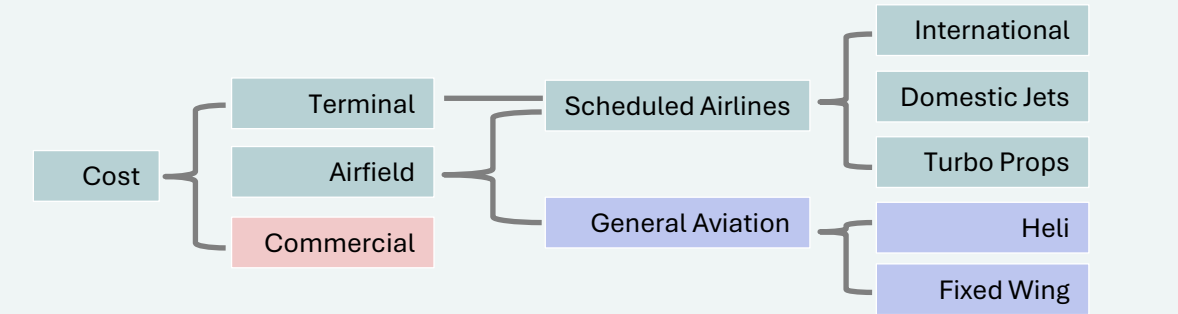 Cost
Terminal
Airfield
Commercial
Scheduled Airlines
General Aviation
International
Domestic Jets
Turbo Props
Heli
Fixed Wing